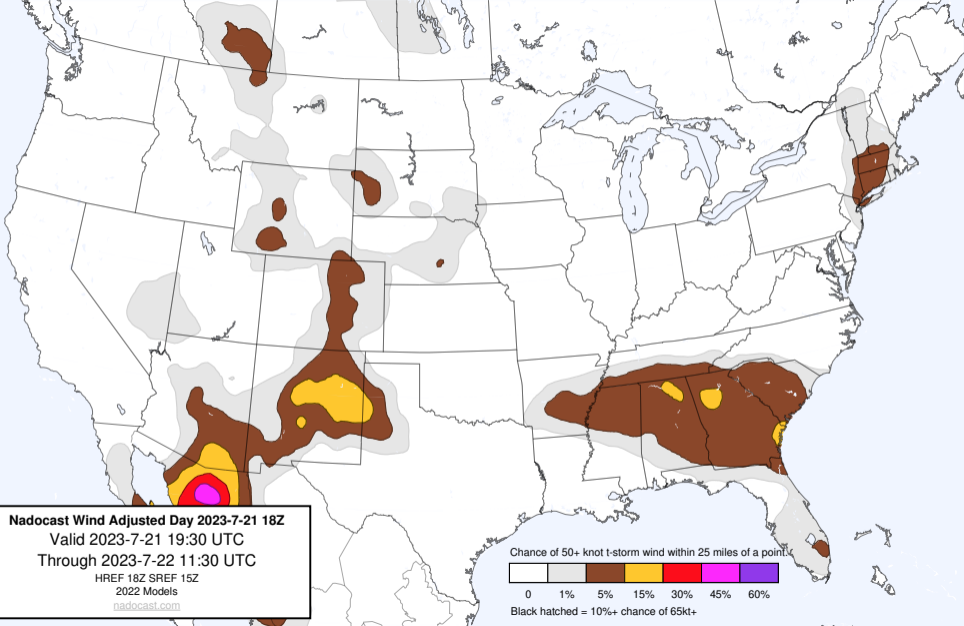 Nadocast Wind Adjusted Day 2023-7-21 18Z
Valid 2023-7-21 19:30 UTC
Through 2023-7-22 11:30 UTC
HREF 18Z SREF 15Z
2022 Models
nadocast.com
Chance of 50+ knot t-storm wind within 25 miles of a point.
0 1% 5% 15% 30% 45% 60%
Black hatched = 10%+ chance of 65kt+